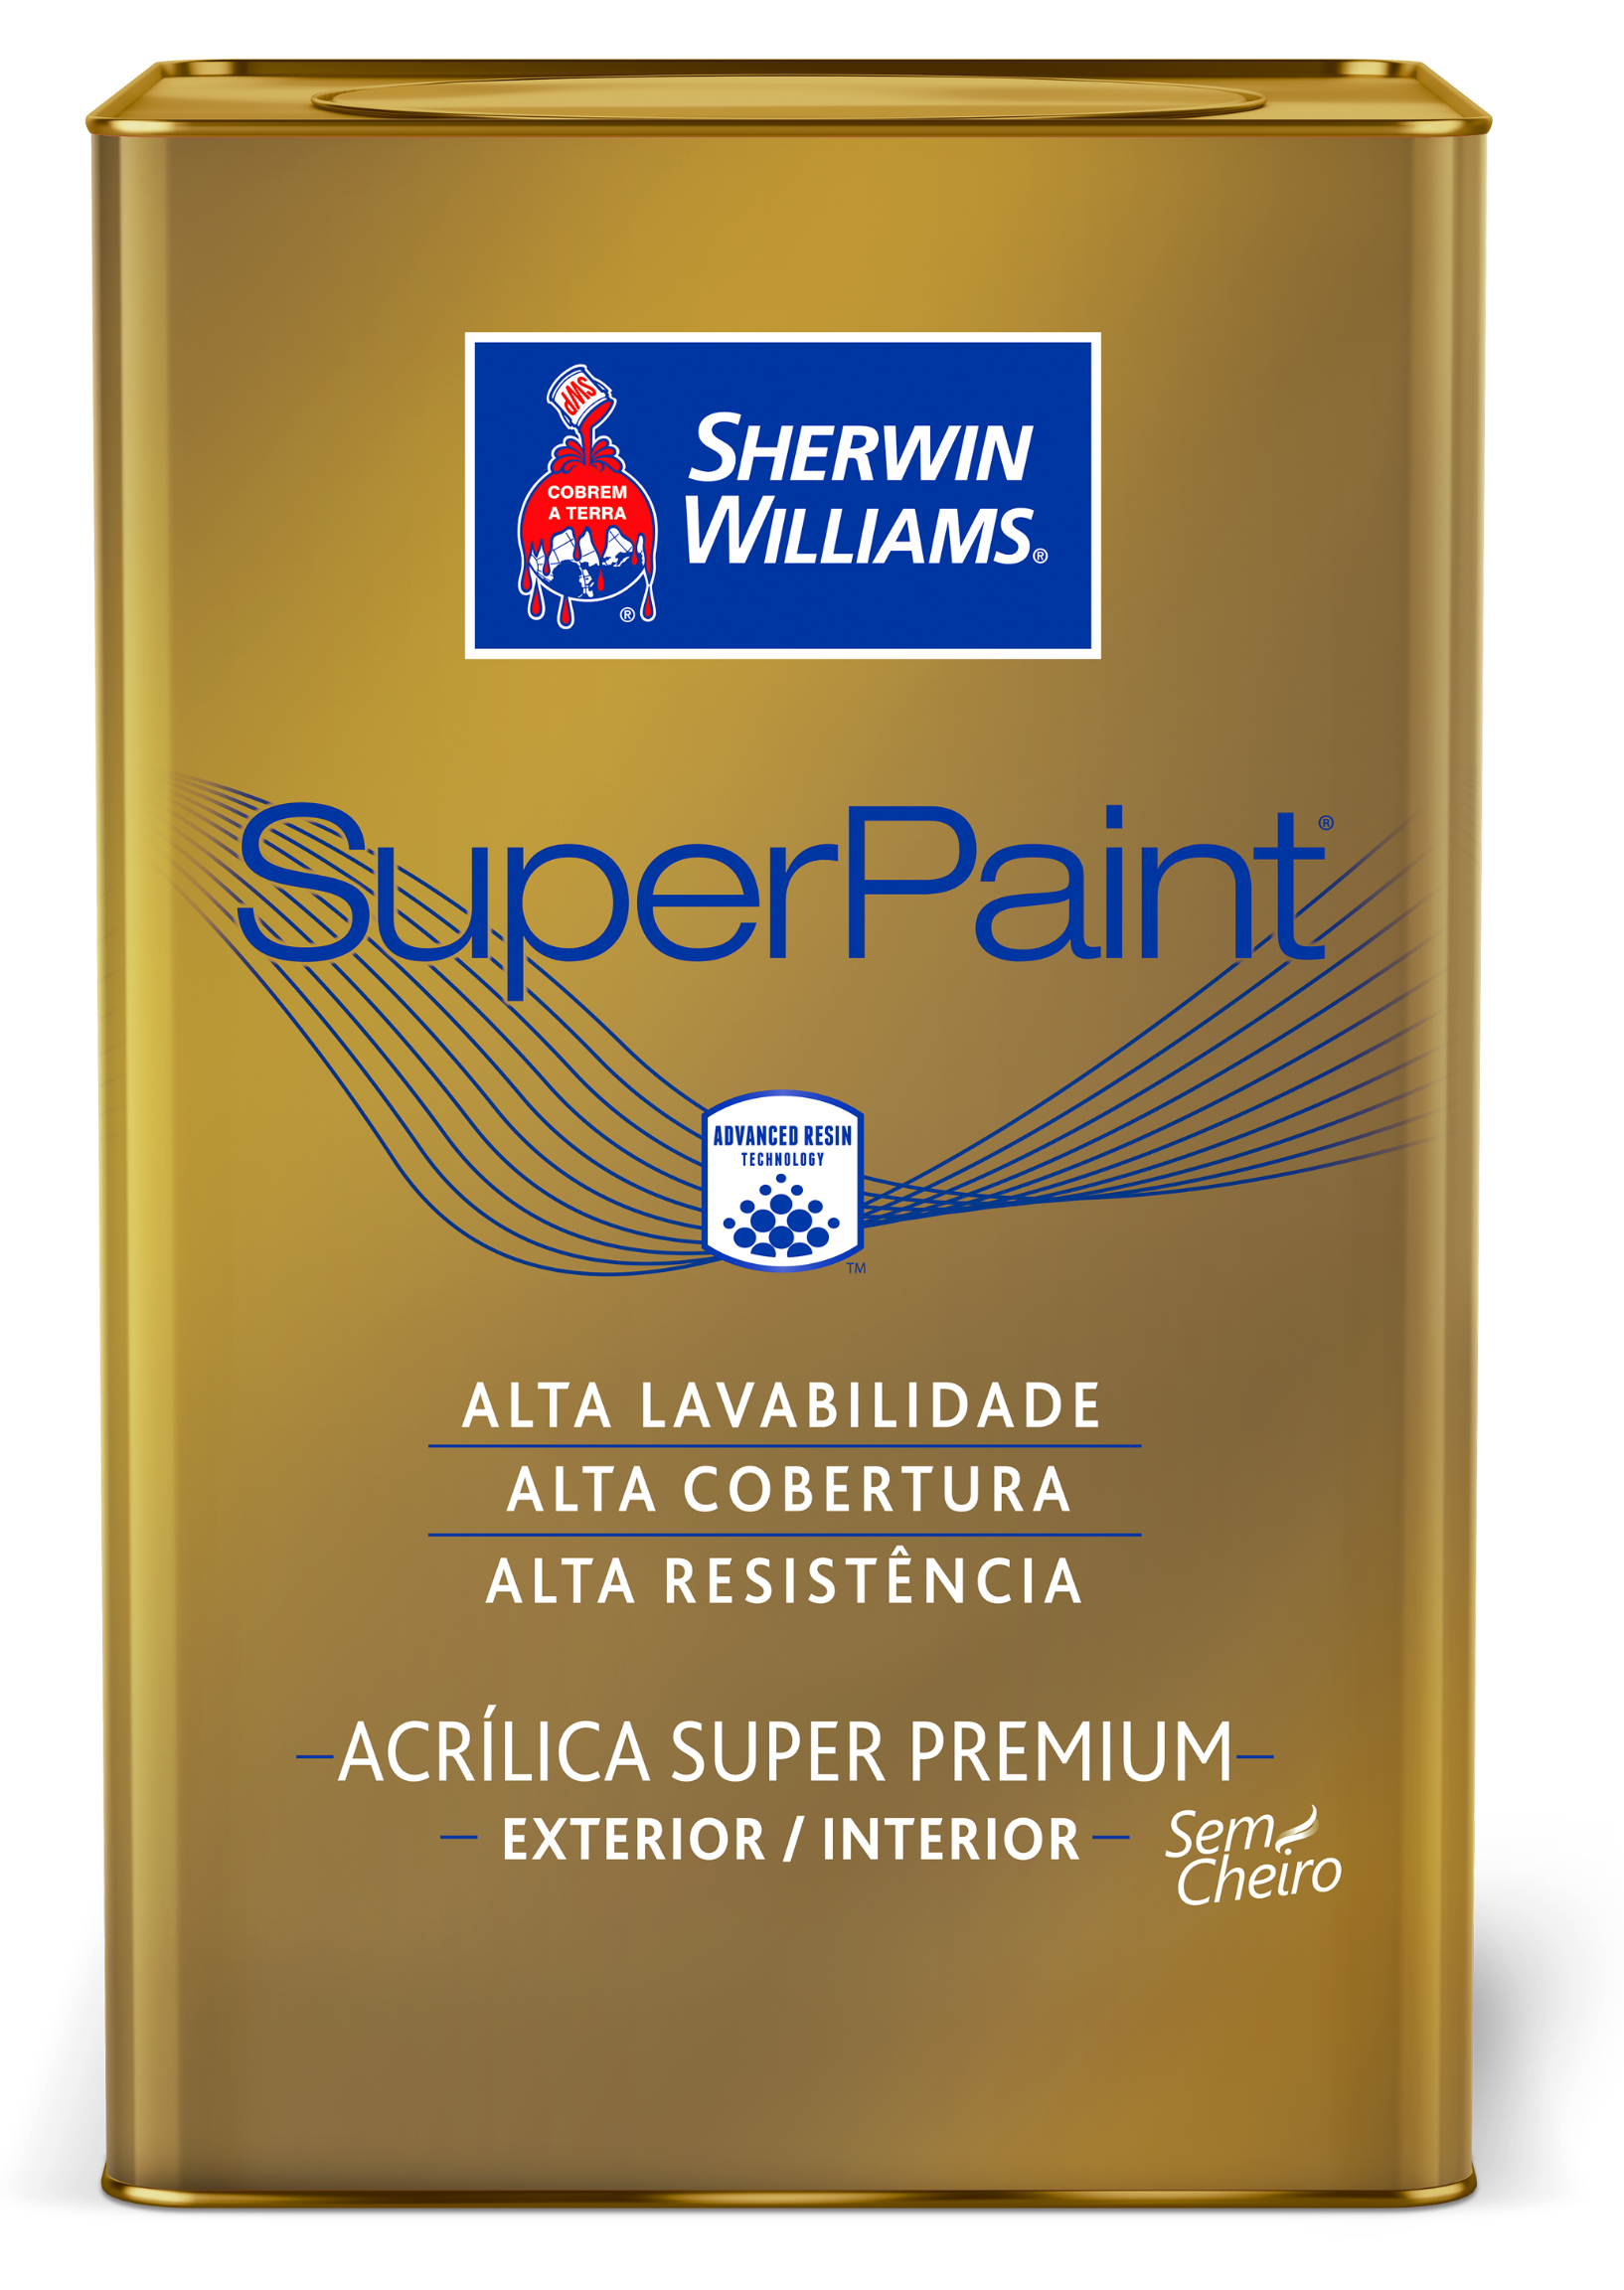 SWP
COBREM
A TERRA
®
SHERWIN
WILLIAMS®
SuperPaint®
ADVANCED RESIN
TECHNOLOGY
TM
ALTA LAVABILIDADE
ALTA COBERTURA
ALTA RESISTÊNCIA
ACRÍLICA SUPER PREMIUM
EXTERIOR / INTERIOR
Sem
Cheiro